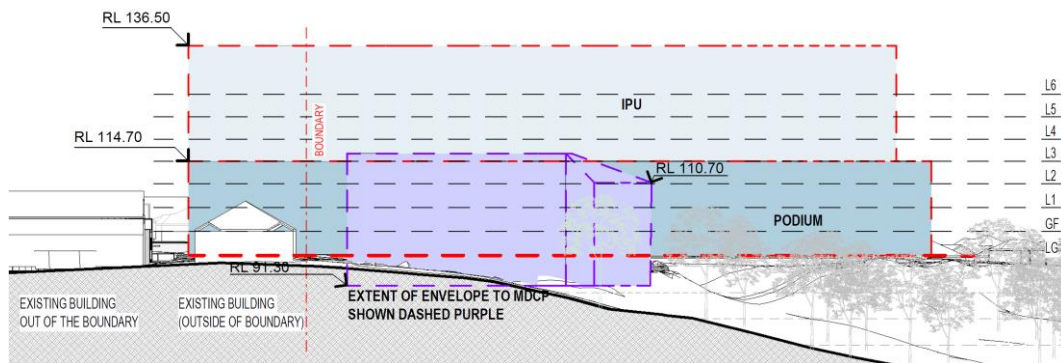 RL 136.50
L6
IPU
L5
BOUNDARY
L4
RL 114.70
L3
RL 110.70
L2
L1
PODIUM
GF
LG
RL 91.30
EXISTING BUILDING
OUT OF THE BOUNDARY
EXISTING BUILDING
(OUTSIDE OF BOUNDARY)
EXTENT OF ENVELOPE TO MDCP
SHOWN DASHED PURPLE